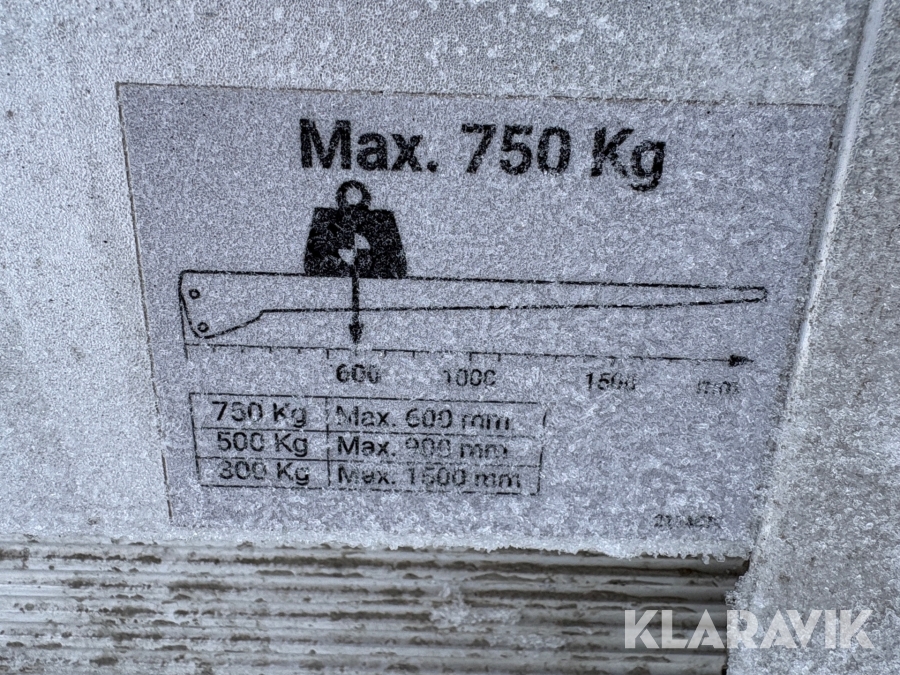 Max. 750 Kg
600 1000 1500 mm
750 Kg Max. 600 mm
500 Kg Max. 900 mm
300 Kg Max. 1500 mm
KLARAVIK